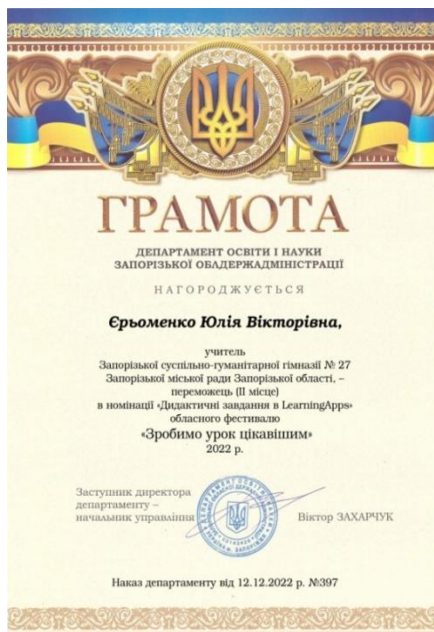 ГРАМОТА
ДЕПАРТАМЕНТ ОСВІТИ І НАУКИ
ЗАПОРІЗЬКОЇ ОБЛДЕРЖАДМІНІСТРАЦІЇ
НАГОРОДЖУЄТЬСЯ
Єрьоменко Юлія Вікторівна,
учитель
Запорізької суспільно-гуманітарної гімназії № 27
Запорізької міської ради Запорізької області, –
переможець (ІІ місце)
в номінації «Дидактичні завдання в LearningApps»
обласного фестивалю
«Зробимо урок цікавішим»
2022 р.
Заступник директора
департаменту –
начальник управління
Віктор ЗАХАРЧУК
Наказ департаменту від 12.12.2022 р. №397